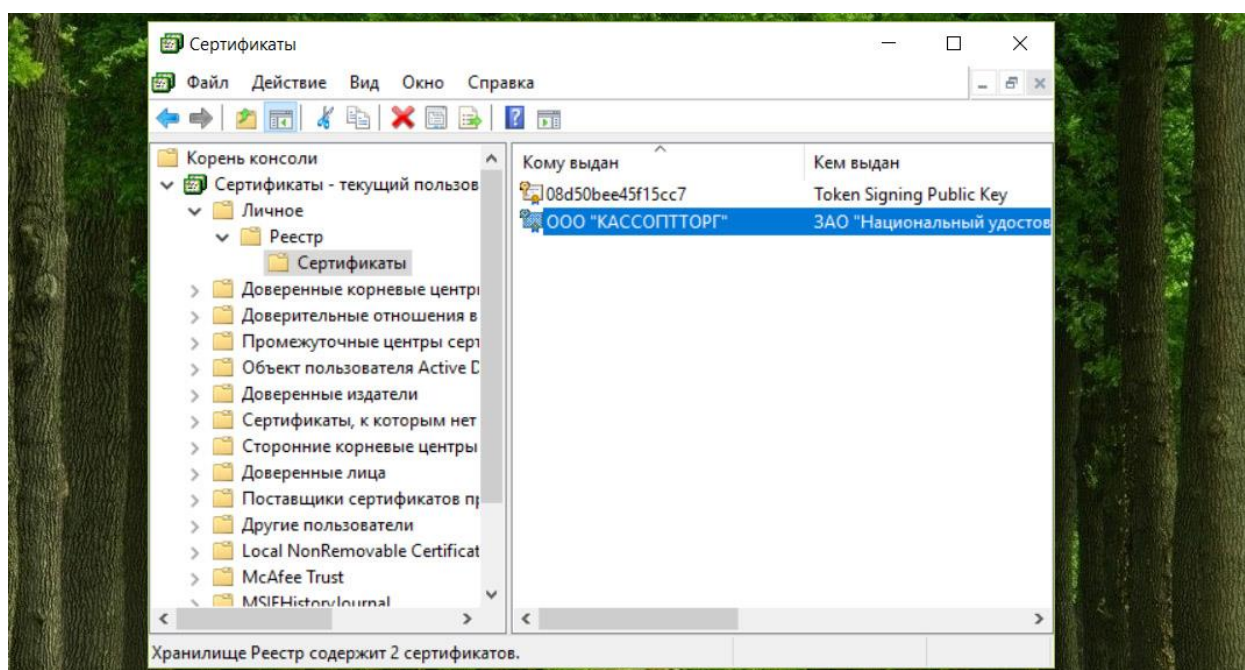 Сертификаты
Файл Действие Вид Окно Справка
Корень консоли
Сертификаты - текущий пользов
Личное
Реестр
Сертификаты
Доверенные корневые центры
Доверительные отношения в
Промежуточные центры серт
Объект пользователя Active D
Доверенные издатели
Сертификаты, к которым нет
Сторонние корневые центры
Доверенные лица
Поставщики сертификатов пр
Другие пользователи
Local NonRemovable Certificat
McAfee Trust
MSIEHistoryJournal
Кому выдан Кем выдан
08d50bee45f15cc7 Token Signing Public Key
ООО "КАССОПТТОРГ" ЗАО "Национальный удостов
Хранилище Реестр содержит 2 сертификатов.